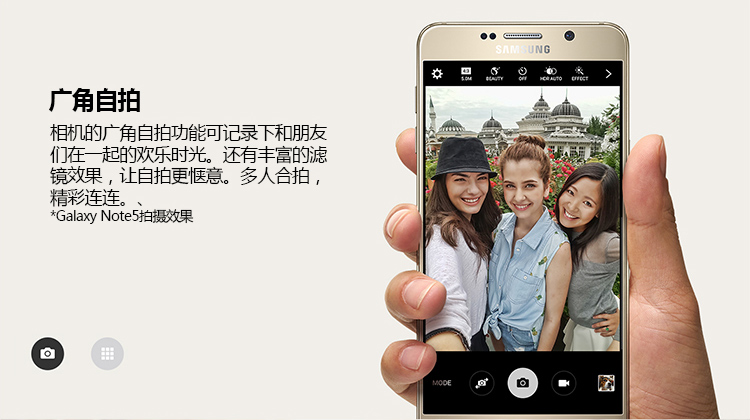 广角自拍
相机的广角自拍功能可记录下和朋友
们在一起的欢乐时光。还有丰富的滤
镜效果，让自拍更惬意。多人合拍，
精彩连连。、
*Galaxy Note5拍摄效果
SAMSUNG
4:3
5.0M
BEAUTY
OFF
HDR AUTO
EFFECT
MODE